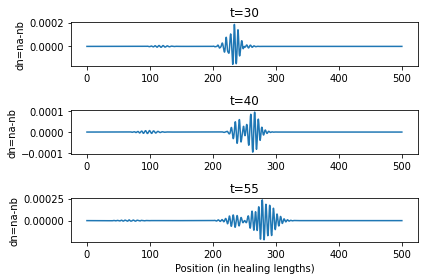 t=30
dn=na-nb
0.0002
0.0000
0 100 200 300 400 500
t=40
dn=na-nb
0.0001
0.0000
−0.0001
0 100 200 300 400 500
t=55
dn=na-nb
0.00025
0.00000
0 100 200 300 400 500
Position (in healing lengths)